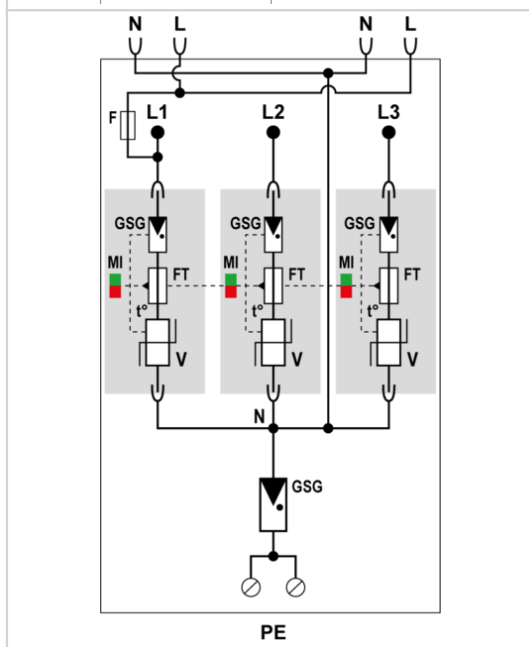 N L N L
F L1 L2 L3
GSG GSG GSG
MI FT MI FT MI FT
t° t° t°
V V V
N
GSG
PE